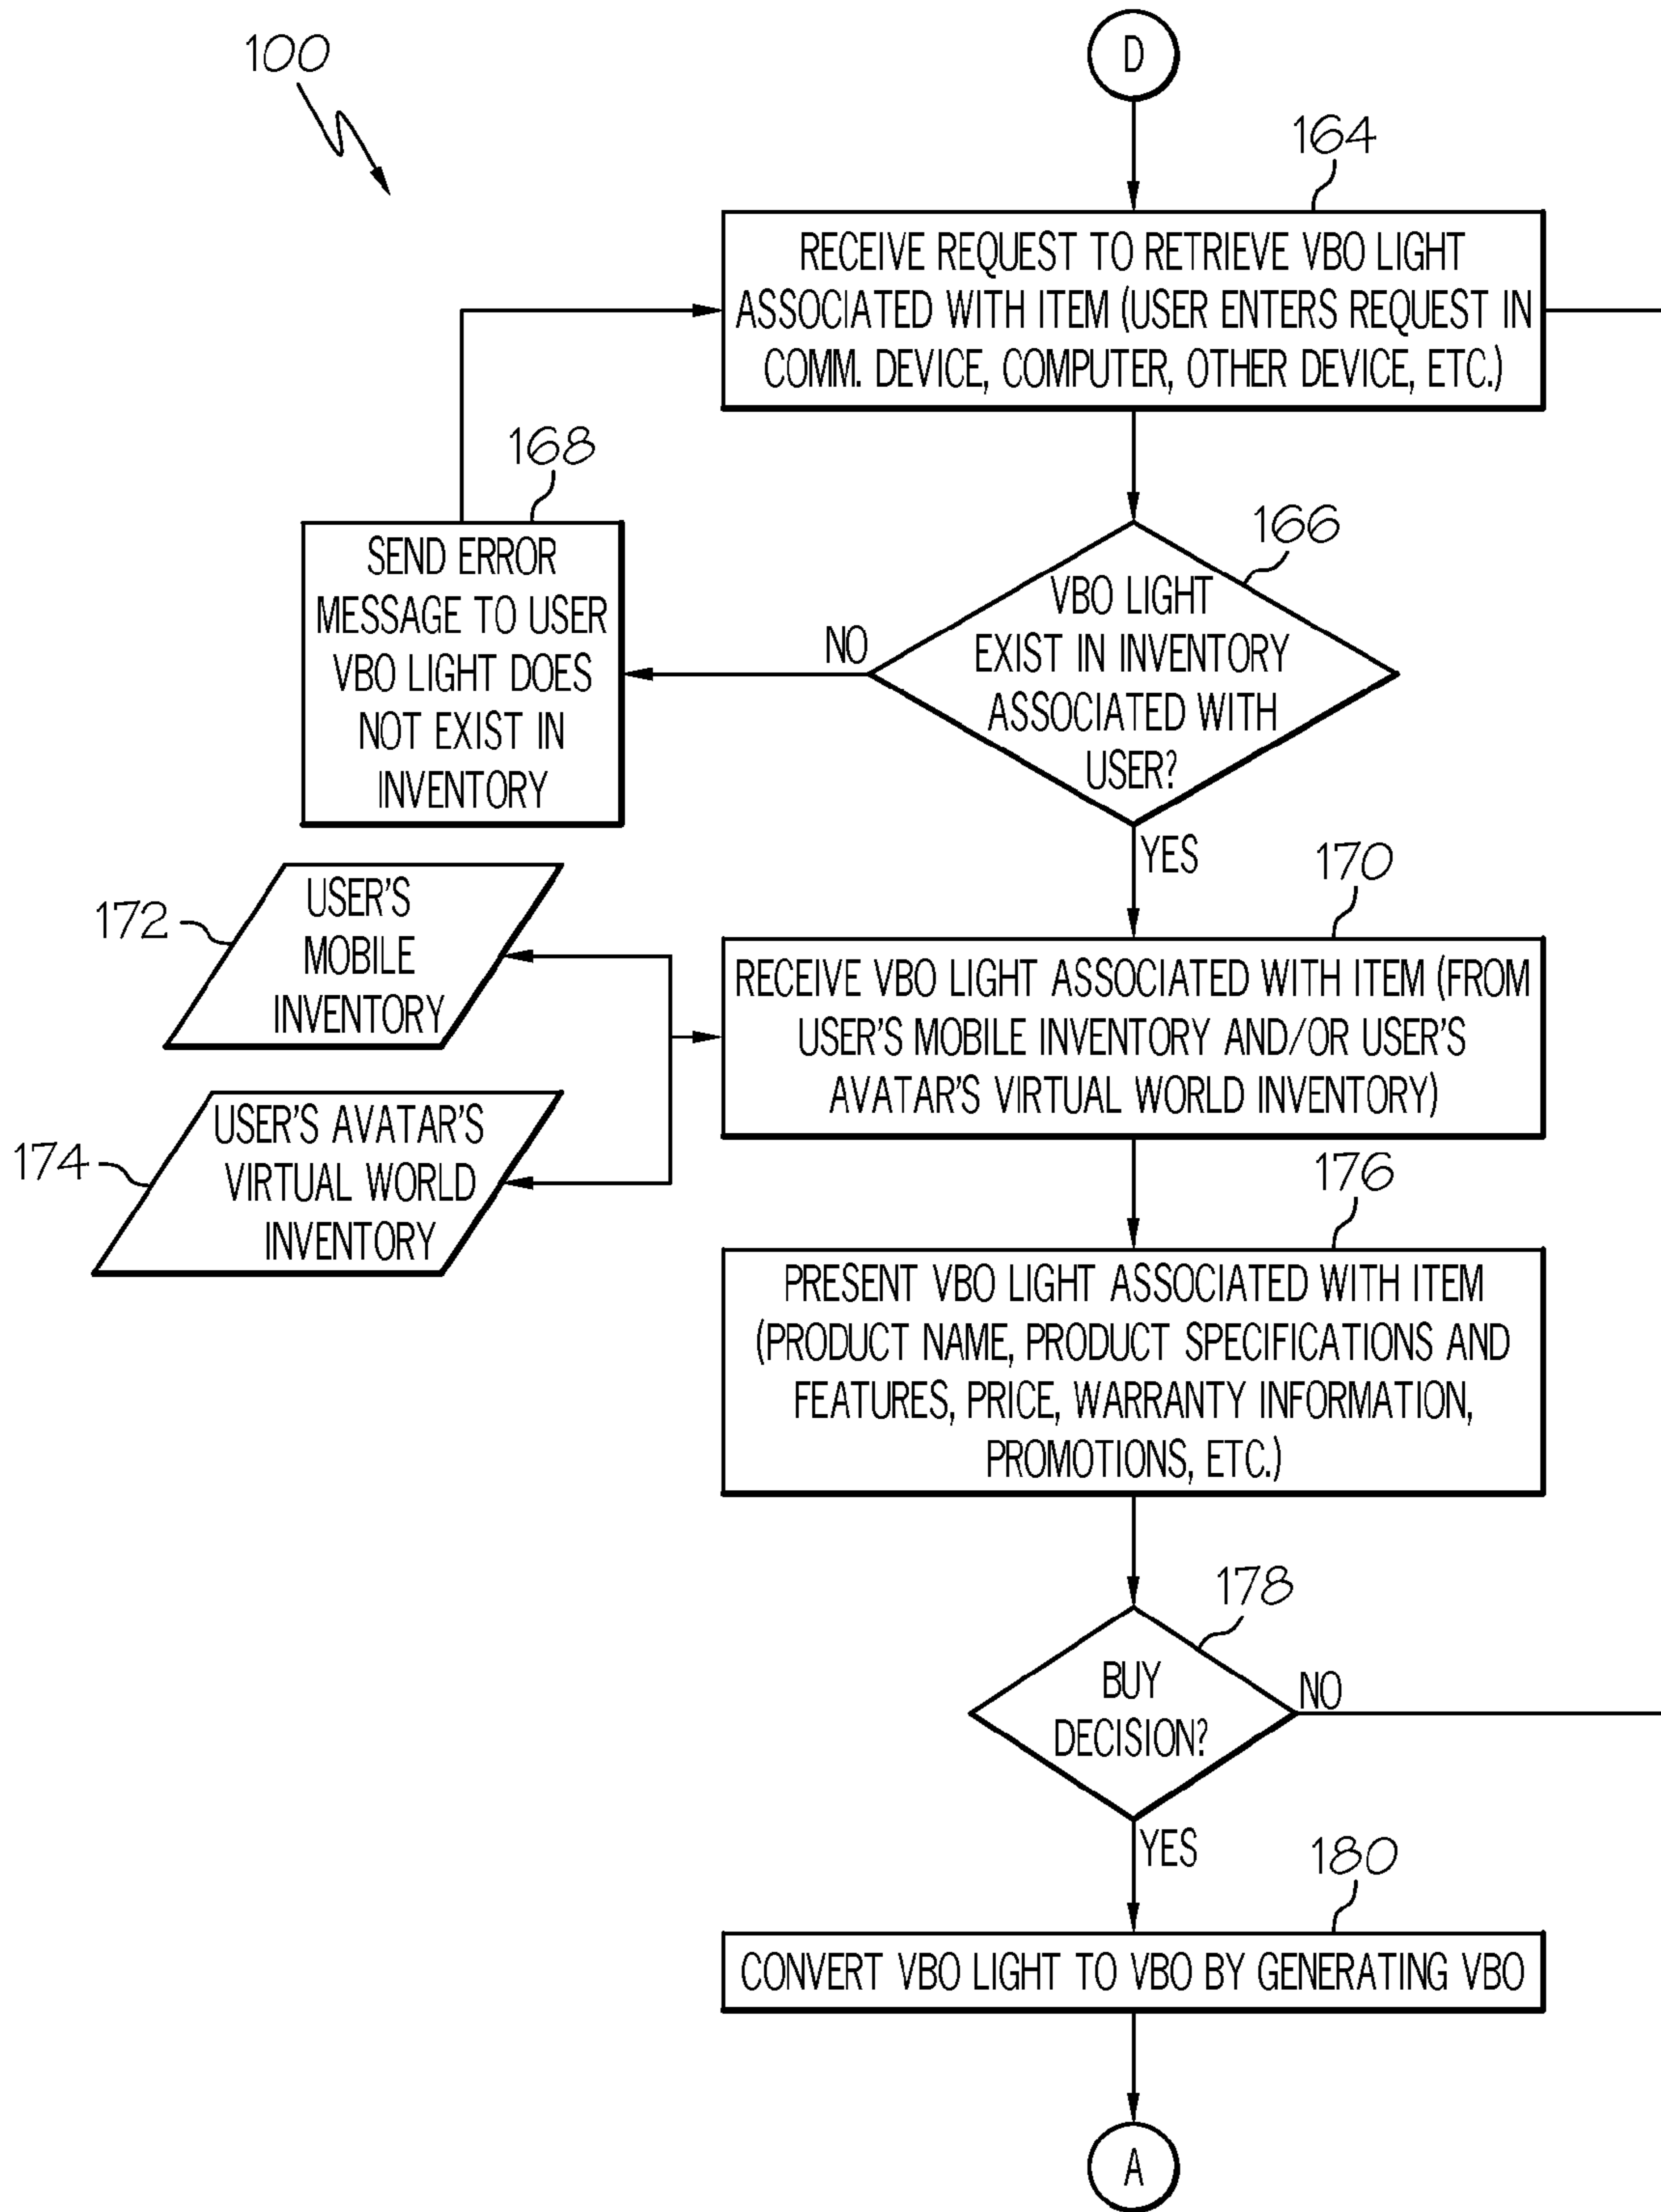 100
D
164
RECEIVE REQUEST TO RETRIEVE VBO LIGHT
ASSOCIATED WITH ITEM (USER ENTERS REQUEST IN
COMM. DEVICE, COMPUTER, OTHER DEVICE, ETC.)
168
SEND ERROR
MESSAGE TO USER
VBO LIGHT DOES
NOT EXIST IN
INVENTORY
166
VBO LIGHT
EXIST IN INVENTORY
ASSOCIATED WITH
USER?
NO
YES
172
USER'S
MOBILE
INVENTORY
170
RECEIVE VBO LIGHT ASSOCIATED WITH ITEM (FROM
USER'S MOBILE INVENTORY AND/OR USER'S
AVATAR'S VIRTUAL WORLD INVENTORY)
174
USER'S AVATAR'S
VIRTUAL WORLD
INVENTORY
176
PRESENT VBO LIGHT ASSOCIATED WITH ITEM
(PRODUCT NAME, PRODUCT SPECIFICATIONS AND
FEATURES, PRICE, WARRANTY INFORMATION,
PROMOTIONS, ETC.)
178
BUY
DECISION?
NO
YES
180
CONVERT VBO LIGHT TO VBO BY GENERATING VBO
A